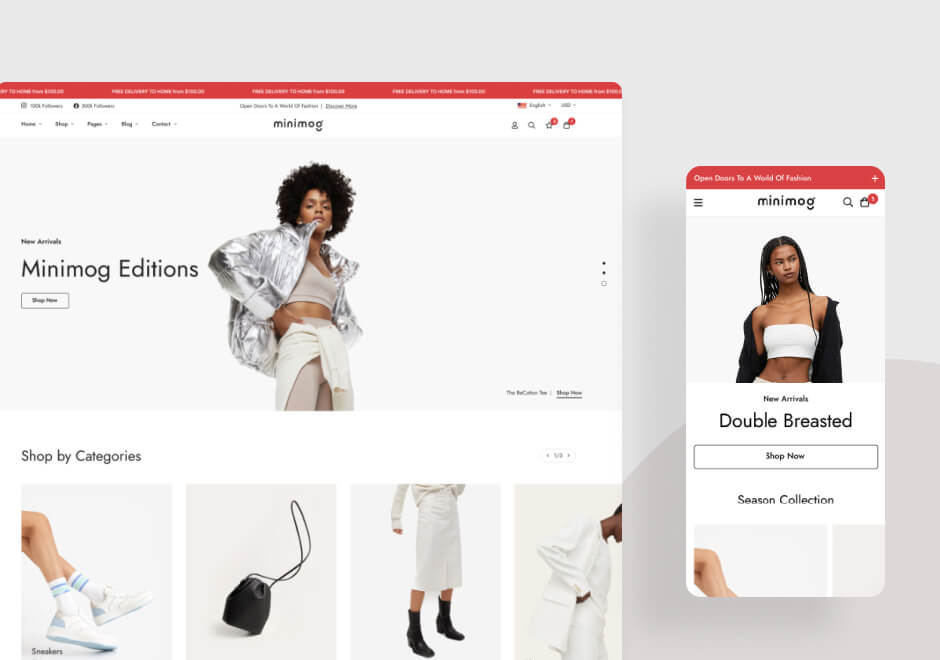 RY TO HOME from $100.00 FREE DELIVERY TO HOME from $100.00 FREE DELIVERY TO HOME from $100.00 FREE DELIVERY TO HOME from $100.00 FREE DELIVERY TO HOME from $100.00
100k Followers 300k Followers Open Doors To A World Of Fashion | Discover More English USD
Home Shop Pages Blog Contact minimog
New Arrivals
Minimog Editions
Shop Now
The BeCotton Tee | Shop Now
Shop by Categories 1/3
Sneakers
Open Doors To A World Of Fashion +
minimog 5
New Arrivals
Double Breasted
Shop Now
Season Collection